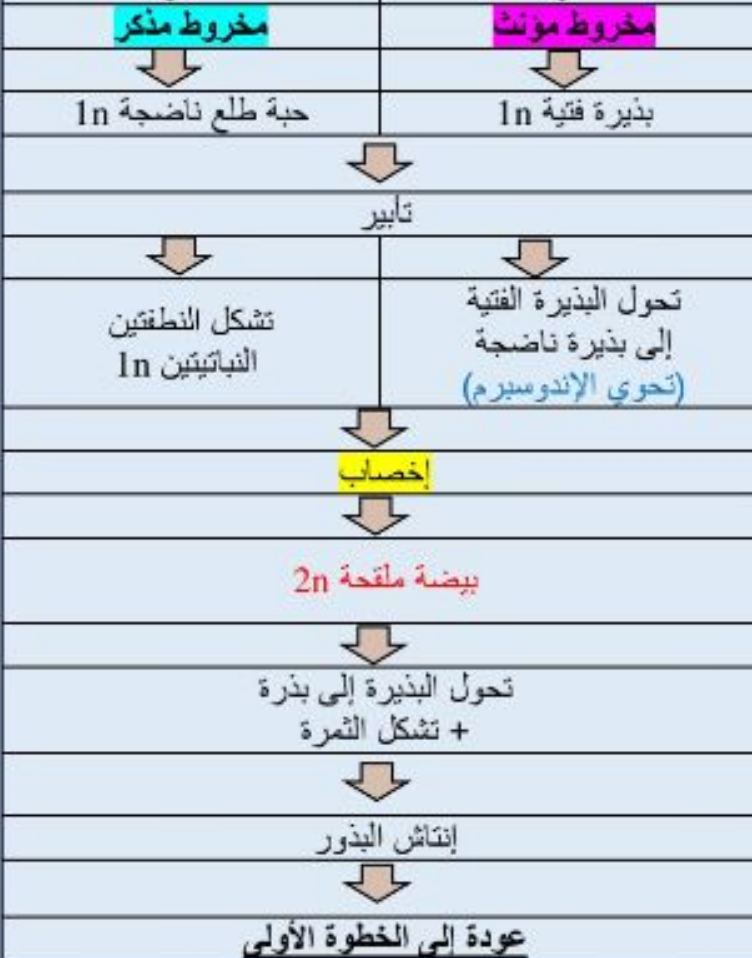 مخروط مذكر
مخروط مؤنث
حبة طلع ناضجة 1n
بذيرة فتية 1n
تأبير
تشكل النطفتين
النباتيتين 1n
تحول البذيرة الفتية
إلى بذيرة ناضجة
(تحوي الإندوسبرم)
إخصاب
بيضة ملقحة 2n
تحول البذيرة إلى بذرة
+ تشكل الثمرة
إنتاش البذور
عودة إلى الخطوة الأولى